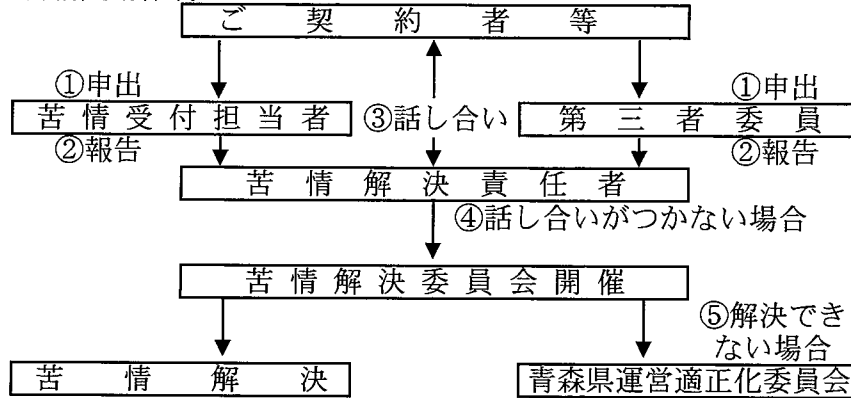 ご契約者等
①申出
①申出
苦情受付担当者
③話し合い
第三者委員
②報告
②報告
苦情解決責任者
④話し合いがつかない場合
苦情解決委員会開催
⑤解決でき
ない場合
苦情解決
青森県運営適正化委員会